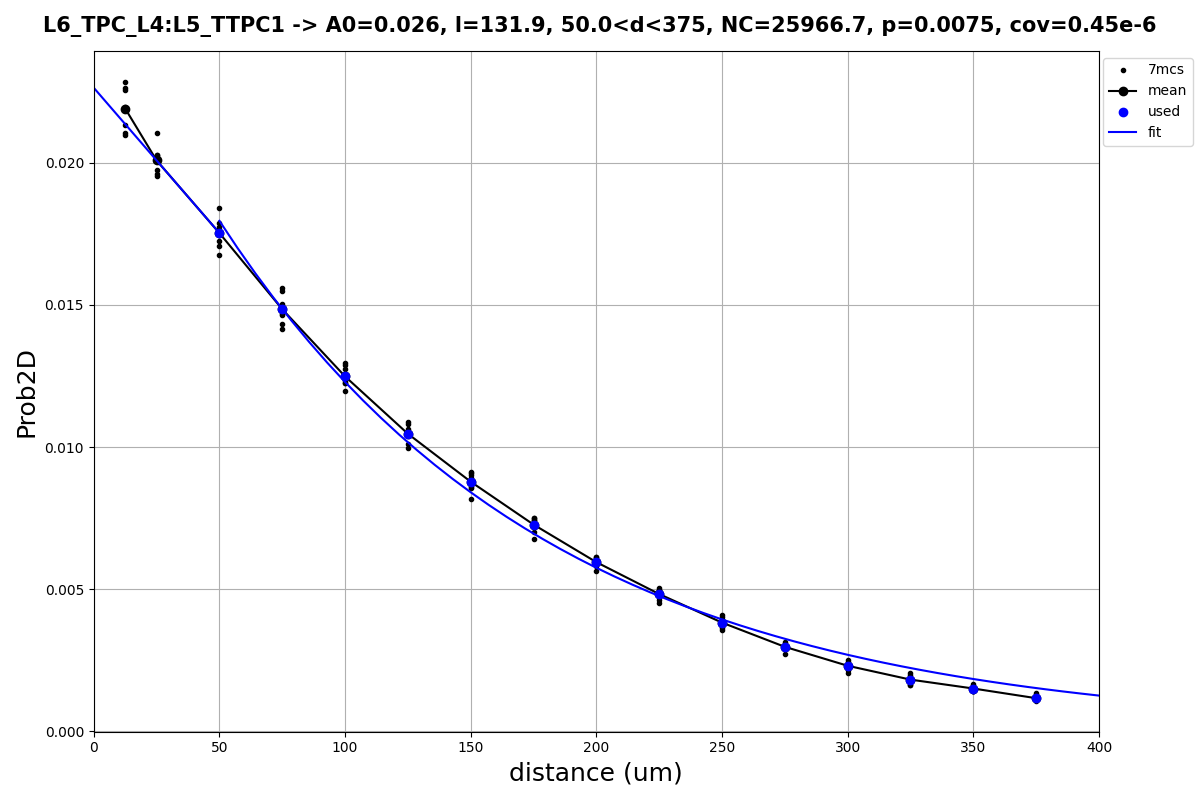 L6_TPC_L4:L5_TTPC1 -> A0=0.026, l=131.9, 50.0<d<375, NC=25966.7, p=0.0075, cov=0.45e-6
7mcs
mean
used
fit
0.020
0.015
0.010
0.005
0.000
Prob2D
0 50 100 150 200 250 300 350 400
distance (um)